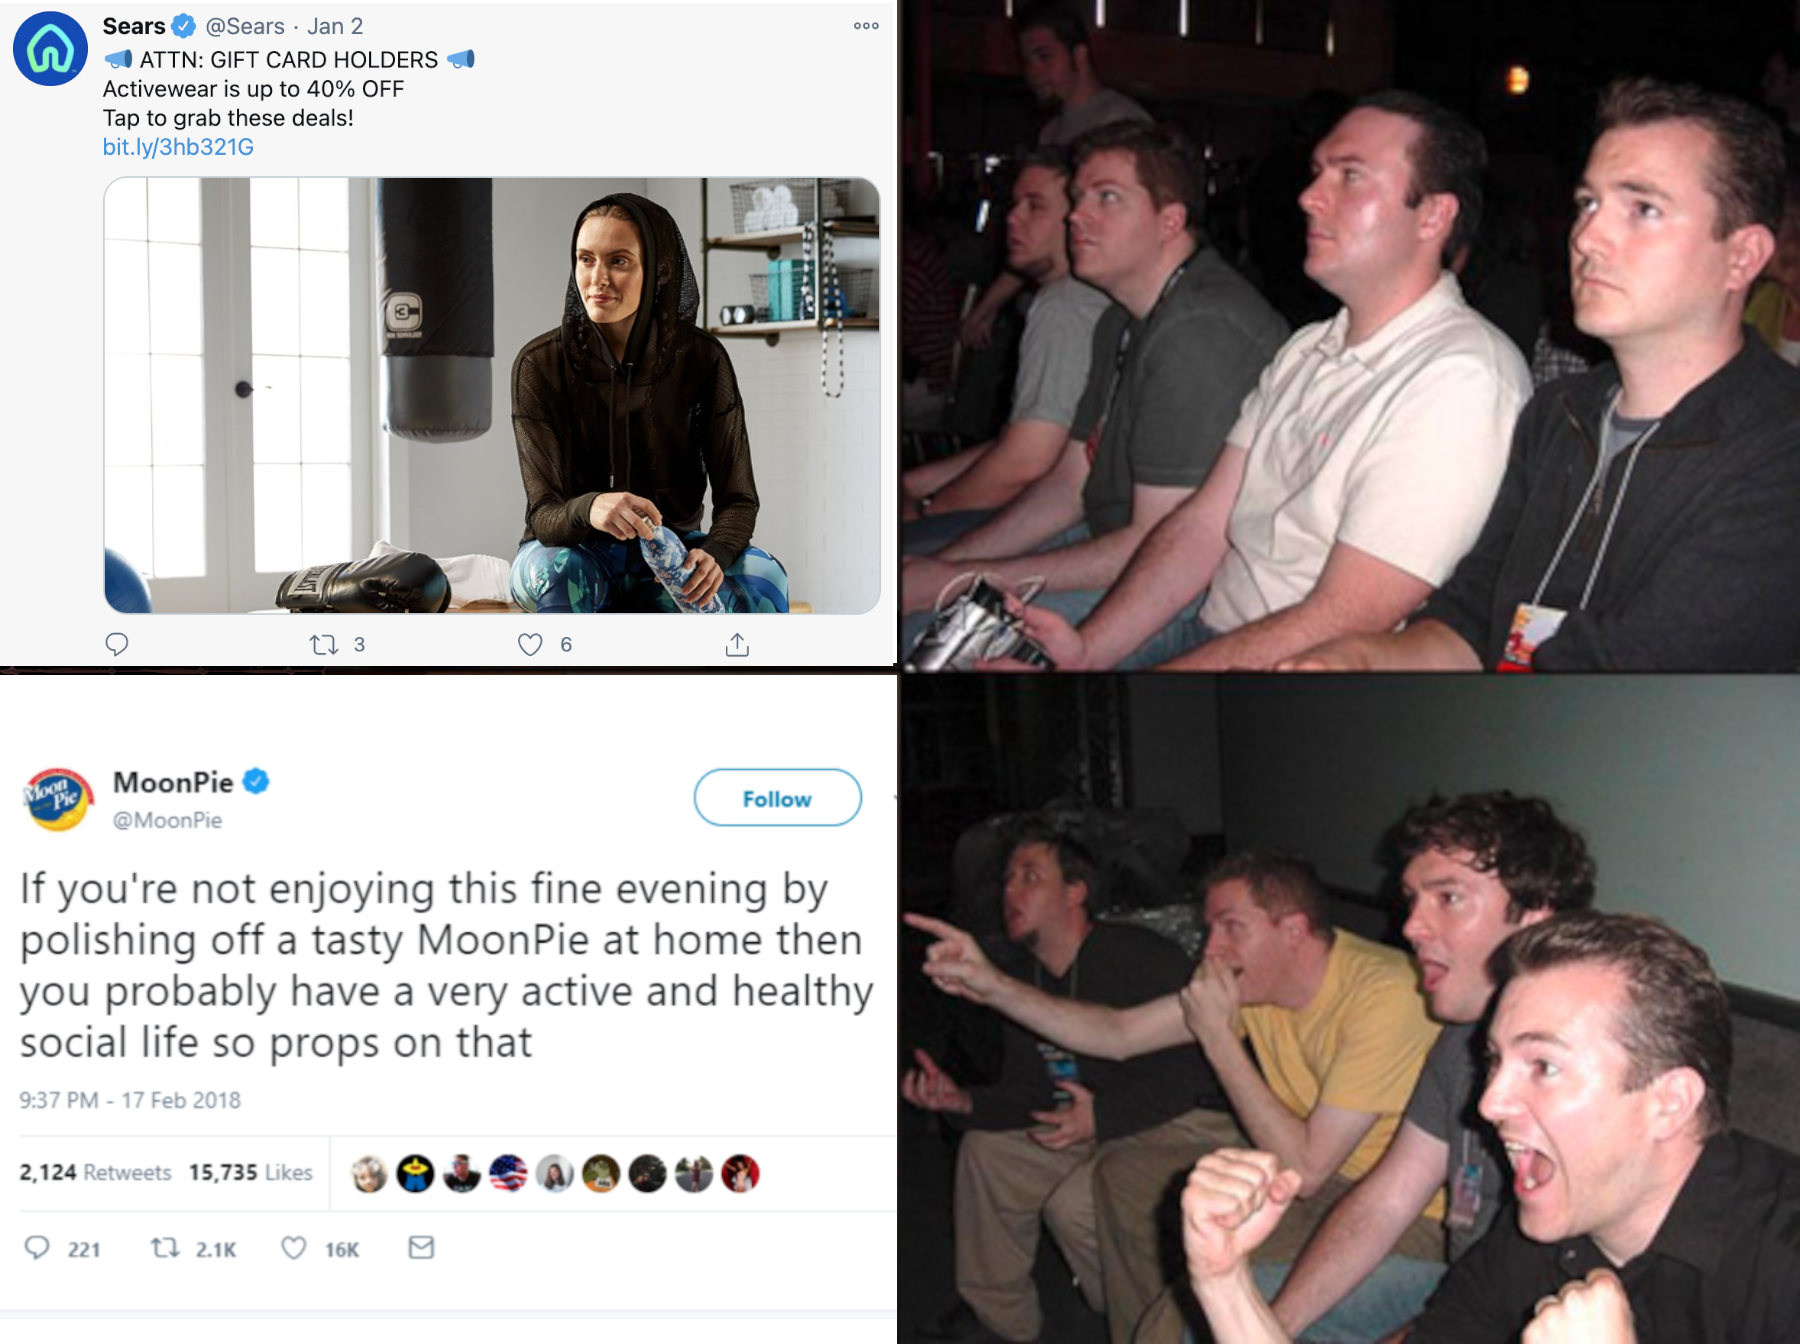 Sears @Sears · Jan 2
📣 ATTN: GIFT CARD HOLDERS 📣
Activewear is up to 40% OFF
Tap to grab these deals!
bit.ly/3hb321G
3
3 6
Moon Pie
MoonPie
@MoonPie
Follow
If you're not enjoying this fine evening by
polishing off a tasty MoonPie at home then
you probably have a very active and healthy
social life so props on that
9:37 PM - 17 Feb 2018
2,124 Retweets 15,735 Likes
221 2.1K 16K